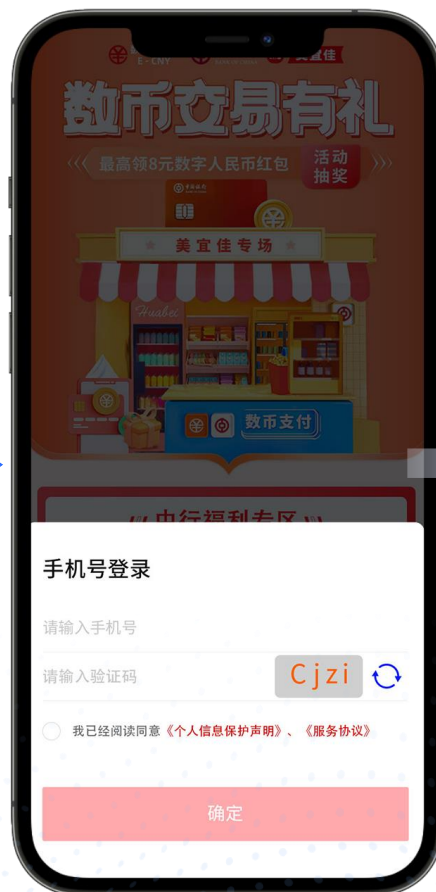 E-CNY
美宜佳
数币交易有礼
最高领8元数字人民币红包
活动
抽奖
中国银行
美宜佳专场
Huabei
数币支付
中行福利专区
手机号登录
请输入手机号
请输入验证码
Cjzi
我已经阅读同意《个人信息保护声明》、《服务协议》
确定